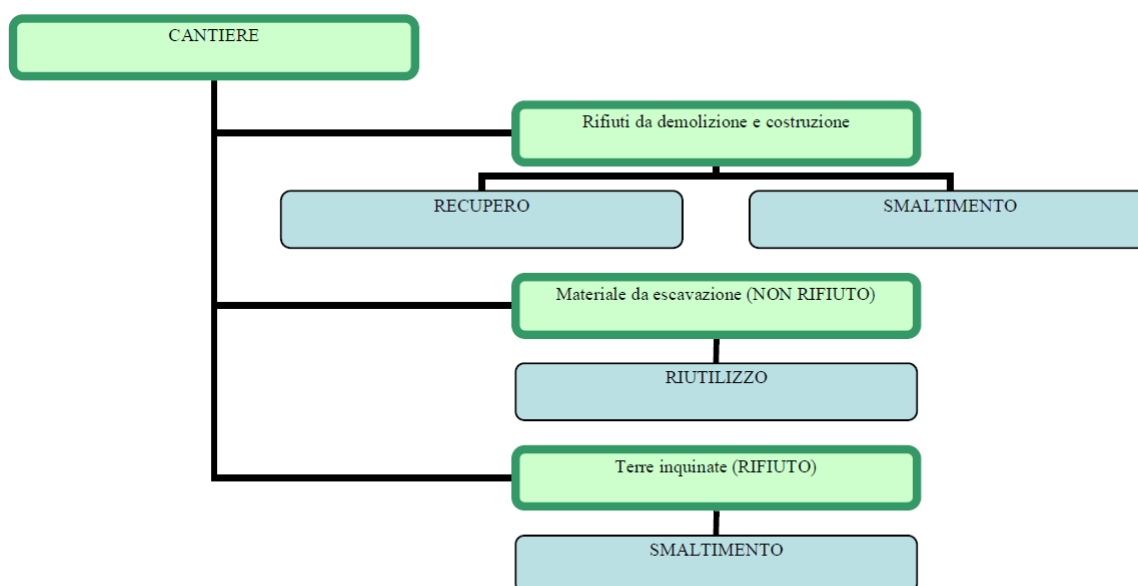 CANTIERE
Rifiuti da demolizione e costruzione
RECUPERO
SMALTIMENTO
Materiale da escavazione (NON RIFIUTO)
RIUTILIZZO
Terre inquinate (RIFIUTO)
SMALTIMENTO